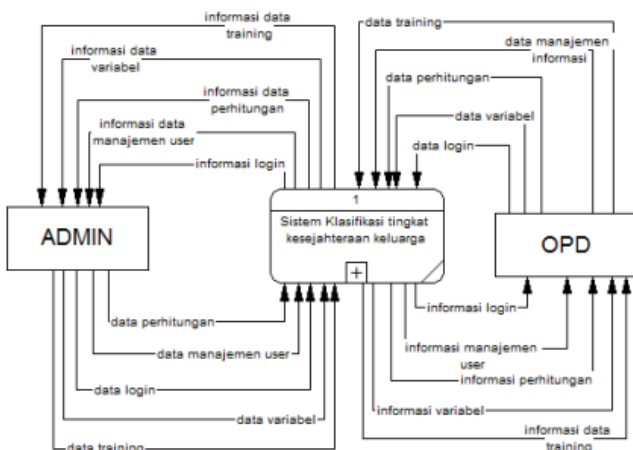 informasi data
training
informasi data
variabel
informasi data
perhitungan
informasi data
manajemen user
informasi login
data training
data manajemen
informasi
data perhitungan
data variabel
data login
ADMIN
1
Sistem Klasifikasi tingkat
kesejahteraan keluarga
OPD
data perhitungan
data manajemen user
data login
data variabel
data training
informasi login
informasi manajemen
user
informasi perhitungan
informasi variabel
informasi data
training